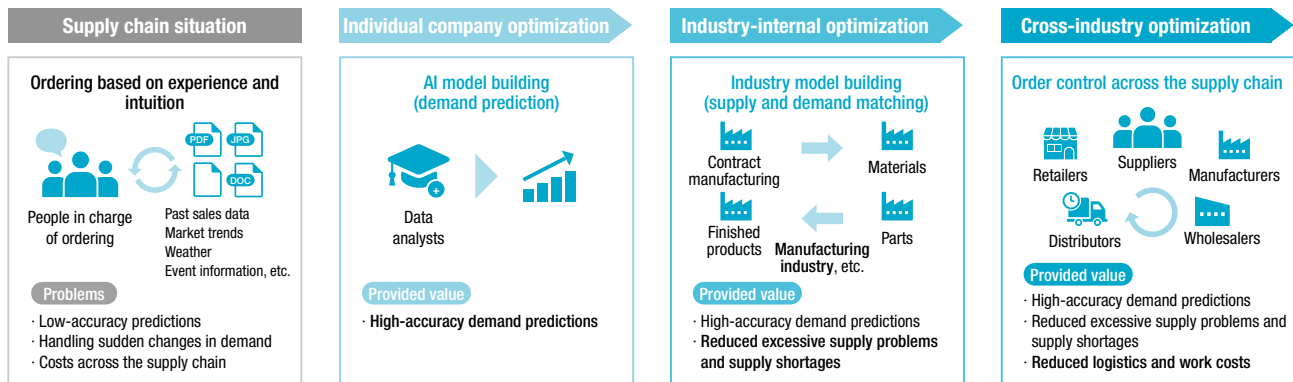 Supply chain situation
Ordering based on experience and
intuition
PDF
JPG
DOC
People in charge
of ordering
Past sales data
Market trends
Weather
Event information, etc.
Problems
· Low-accuracy predictions
· Handling sudden changes in demand
· Costs across the supply chain
Individual company optimization
AI model building
(demand prediction)
Data
analysts
Provided value
· High-accuracy demand predictions
Industry-internal optimization
Industry model building
(supply and demand matching)
Contract
manufacturing
Materials
Finished
products
Parts
Manufacturing
industry, etc.
Provided value
· High-accuracy demand predictions
· Reduced excessive supply problems
and supply shortages
Cross-industry optimization
Order control across the supply chain
Retailers
Suppliers
Manufacturers
Distributors
Wholesalers
Provided value
· High-accuracy demand predictions
· Reduced excessive supply problems and
supply shortages
· Reduced logistics and work costs